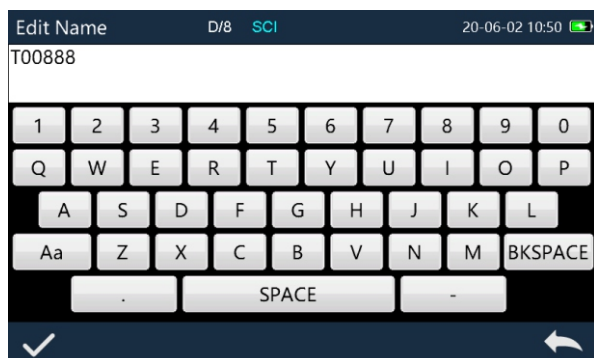 Edit Name D/8 SCI 20-06-02 10:50
T00888
1 2 3 4 5 6 7 8 9 0
Q W E R T Y U I O P
A S D F G H J K L
Aa Z X C B V N M BKSPACE
. SPACE -